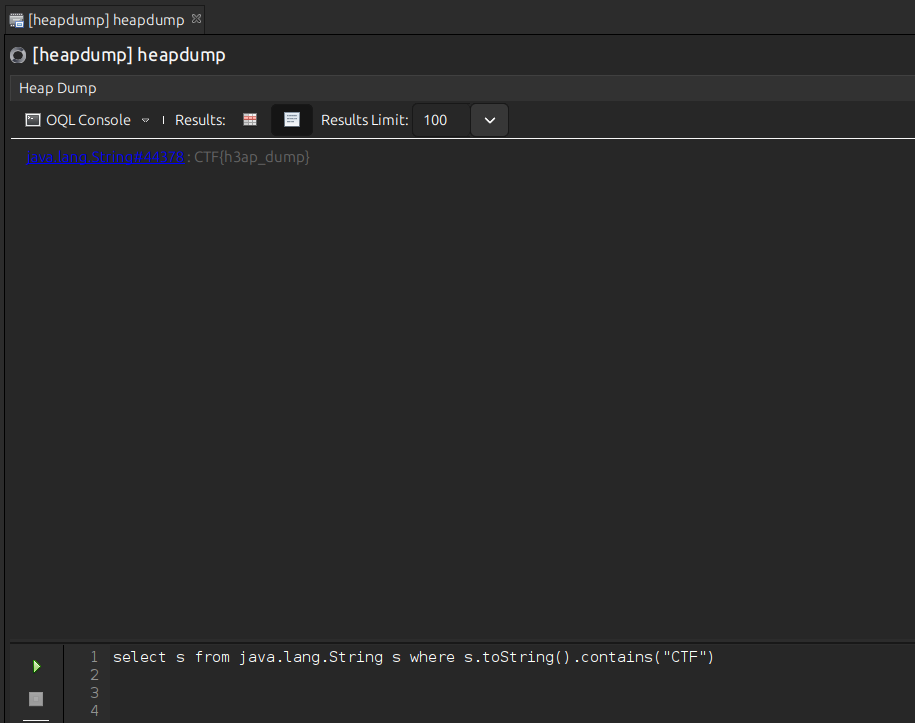 [heapdump] heapdump
[heapdump] heapdump
Heap Dump
OQL Console Results: Results Limit: 100
java.lang.String#44378 : CTF{h3ap_dump}
1 select s from java.lang.String s where s.toString().contains("CTF")
2
3
4